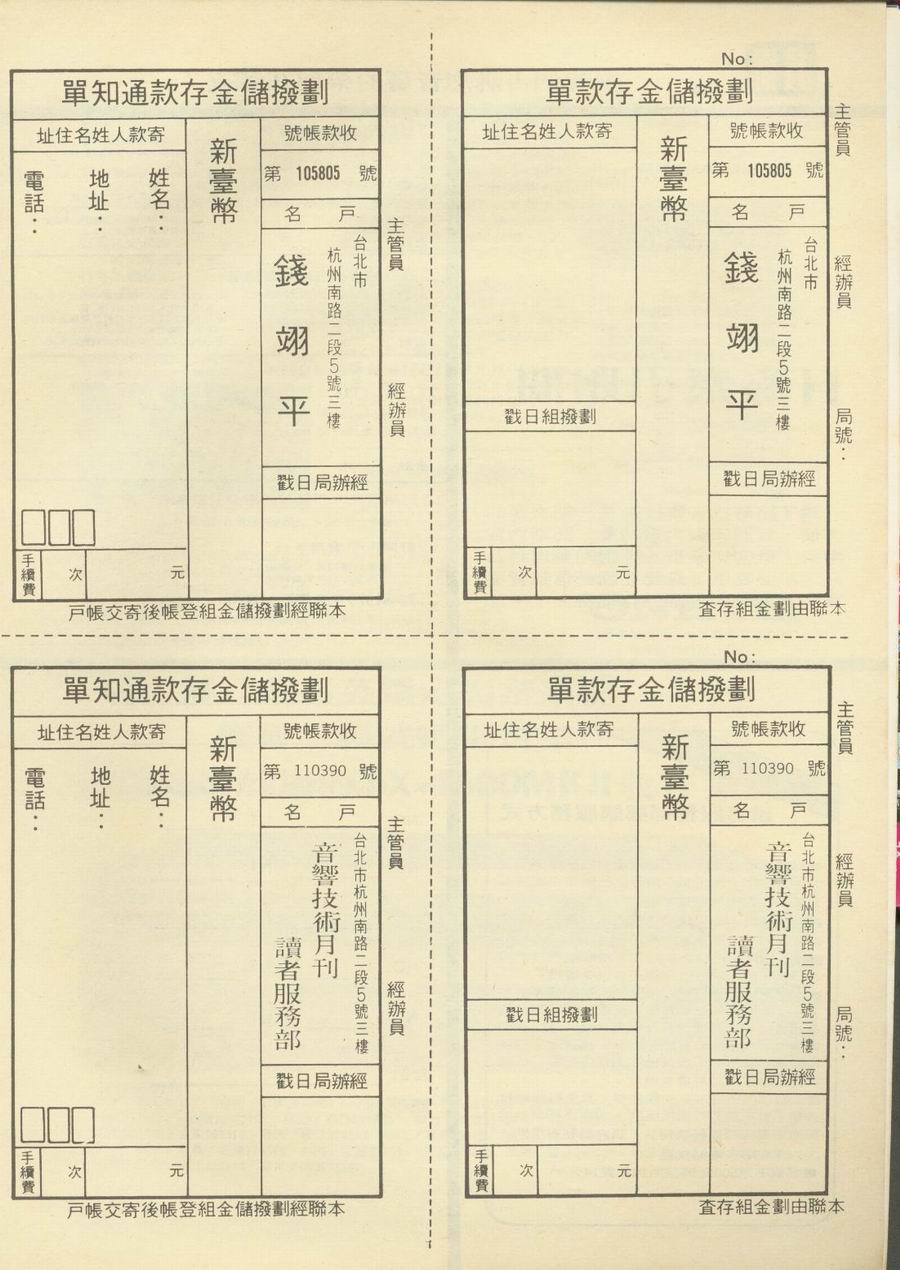 No:
劃撥儲金存款單
收款帳號
第 105805 號
戶名
台北市
杭州南路二段5號三樓
錢翊平
經辦局日戳
新臺幣
寄款人姓名住址
劃撥組日戳
手續費
次
元
主管員
經辦員
局號：
本聯由劃金組存查
劃撥儲金存款通知單
收款帳號
第 105805 號
戶名
台北市
杭州南路二段5號三樓
錢翊平
經辦局日戳
新臺幣
寄款人姓名住址
姓名：
地址：
電話：
手續費
次
元
主管員
經辦員
本聯經劃撥儲金組登帳後寄交帳戶
No:
劃撥儲金存款單
收款帳號
第 110390 號
戶名
台北市杭州南路二段5號三樓
音響技術月刊
讀者服務部
經辦局日戳
新臺幣
寄款人姓名住址
劃撥組日戳
手續費
次
元
主管員
經辦員
局號：
本聯由劃金組存查
劃撥儲金存款通知單
收款帳號
第 110390 號
戶名
台北市杭州南路二段5號三樓
音響技術月刊
讀者服務部
經辦局日戳
新臺幣
寄款人姓名住址
姓名：
地址：
電話：
手續費
次
元
主管員
經辦員
本聯經劃撥儲金組登帳後寄交帳戶